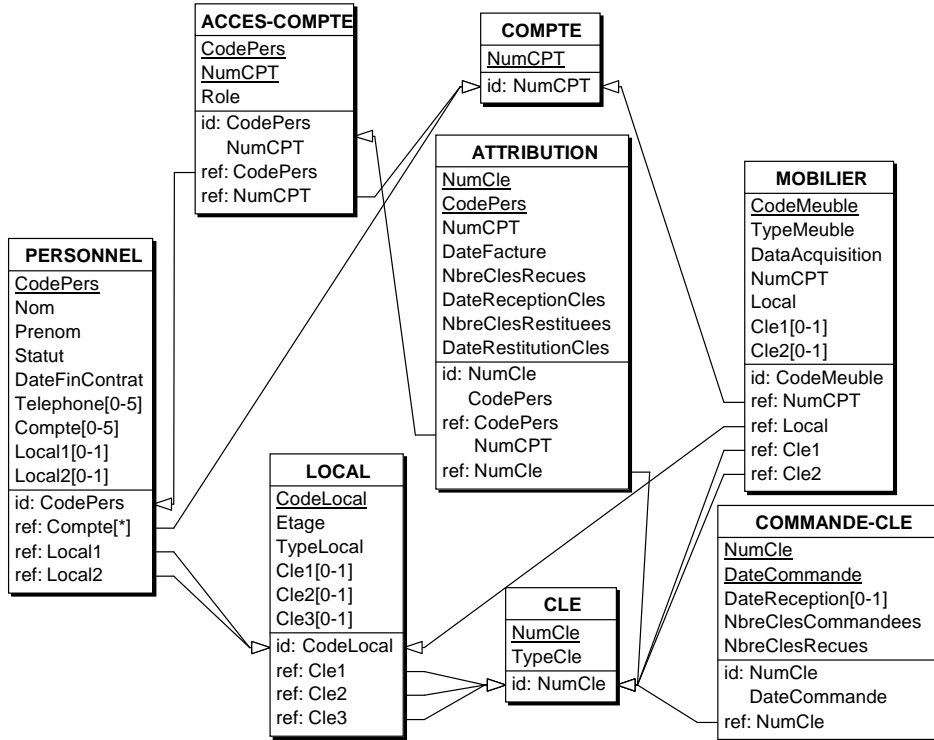 ACCES-COMPTE
CodePers
NumCPT
Role
id: CodePers
NumCPT
ref: CodePers
ref: NumCPT
COMPTE
NumCPT
id: NumCPT
ATTRIBUTION
NumCle
CodePers
NumCPT
DateFacture
NbreClesRecues
DateReceptionCles
NbreClesRestituees
DateRestitutionCles
id: NumCle
CodePers
ref: CodePers
NumCPT
ref: NumCle
MOBILIER
CodeMeuble
TypeMeuble
DataAcquisition
NumCPT
Local
Cle1[0-1]
Cle2[0-1]
id: CodeMeuble
ref: NumCPT
ref: Local
ref: Cle1
ref: Cle2
PERSONNEL
CodePers
Nom
Prenom
Statut
DateFinContrat
Telephone[0-5]
Compte[0-5]
Local1[0-1]
Local2[0-1]
id: CodePers
ref: Compte[*]
ref: Local1
ref: Local2
LOCAL
CodeLocal
Etage
TypeLocal
Cle1[0-1]
Cle2[0-1]
Cle3[0-1]
id: CodeLocal
ref: Cle1
ref: Cle2
ref: Cle3
CLE
NumCle
TypeCle
id: NumCle
COMMANDE-CLE
NumCle
DateCommande
DateReception[0-1]
NbreClesCommandees
NbreClesRecues
id: NumCle
DateCommande
ref: NumCle